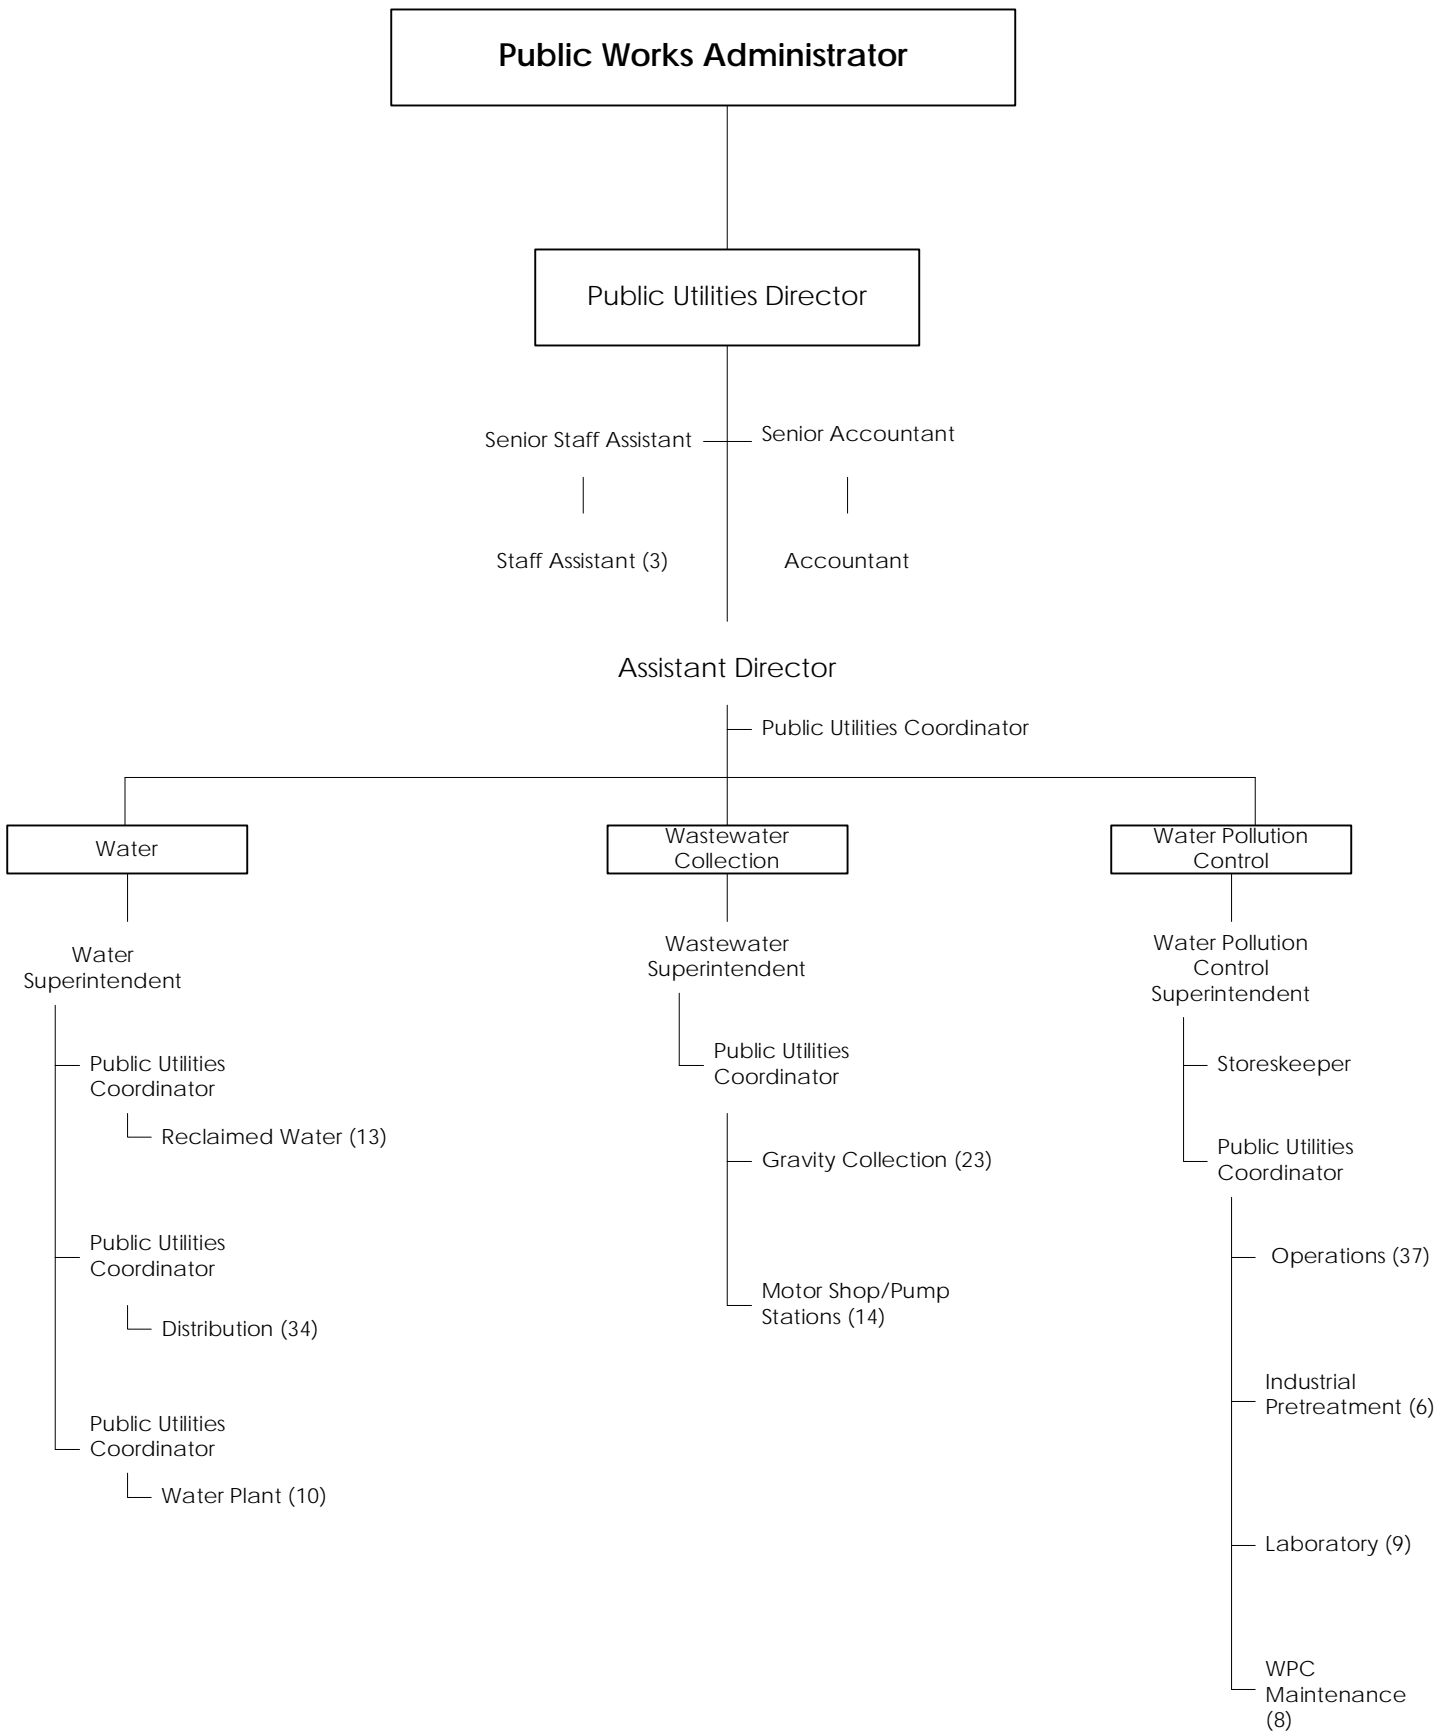 Public Works Administrator
Public Utilities Director
Senior Staff Assistant
Senior Accountant
Staff Assistant (3)
Accountant
Assistant Director
Public Utilities Coordinator
Water
Wastewater
Collection
Water Pollution
Control
Water
Superintendent
Public Utilities
Coordinator
Reclaimed Water (13)
Public Utilities
Coordinator
Distribution (34)
Public Utilities
Coordinator
Water Plant (10)
Wastewater
Superintendent
Public Utilities
Coordinator
Gravity Collection (23)
Motor Shop/Pump
Stations (14)
Water Pollution
Control
Superintendent
Storeskeeper
Public Utilities
Coordinator
Operations (37)
Industrial
Pretreatment (6)
Laboratory (9)
WPC
Maintenance
(8)